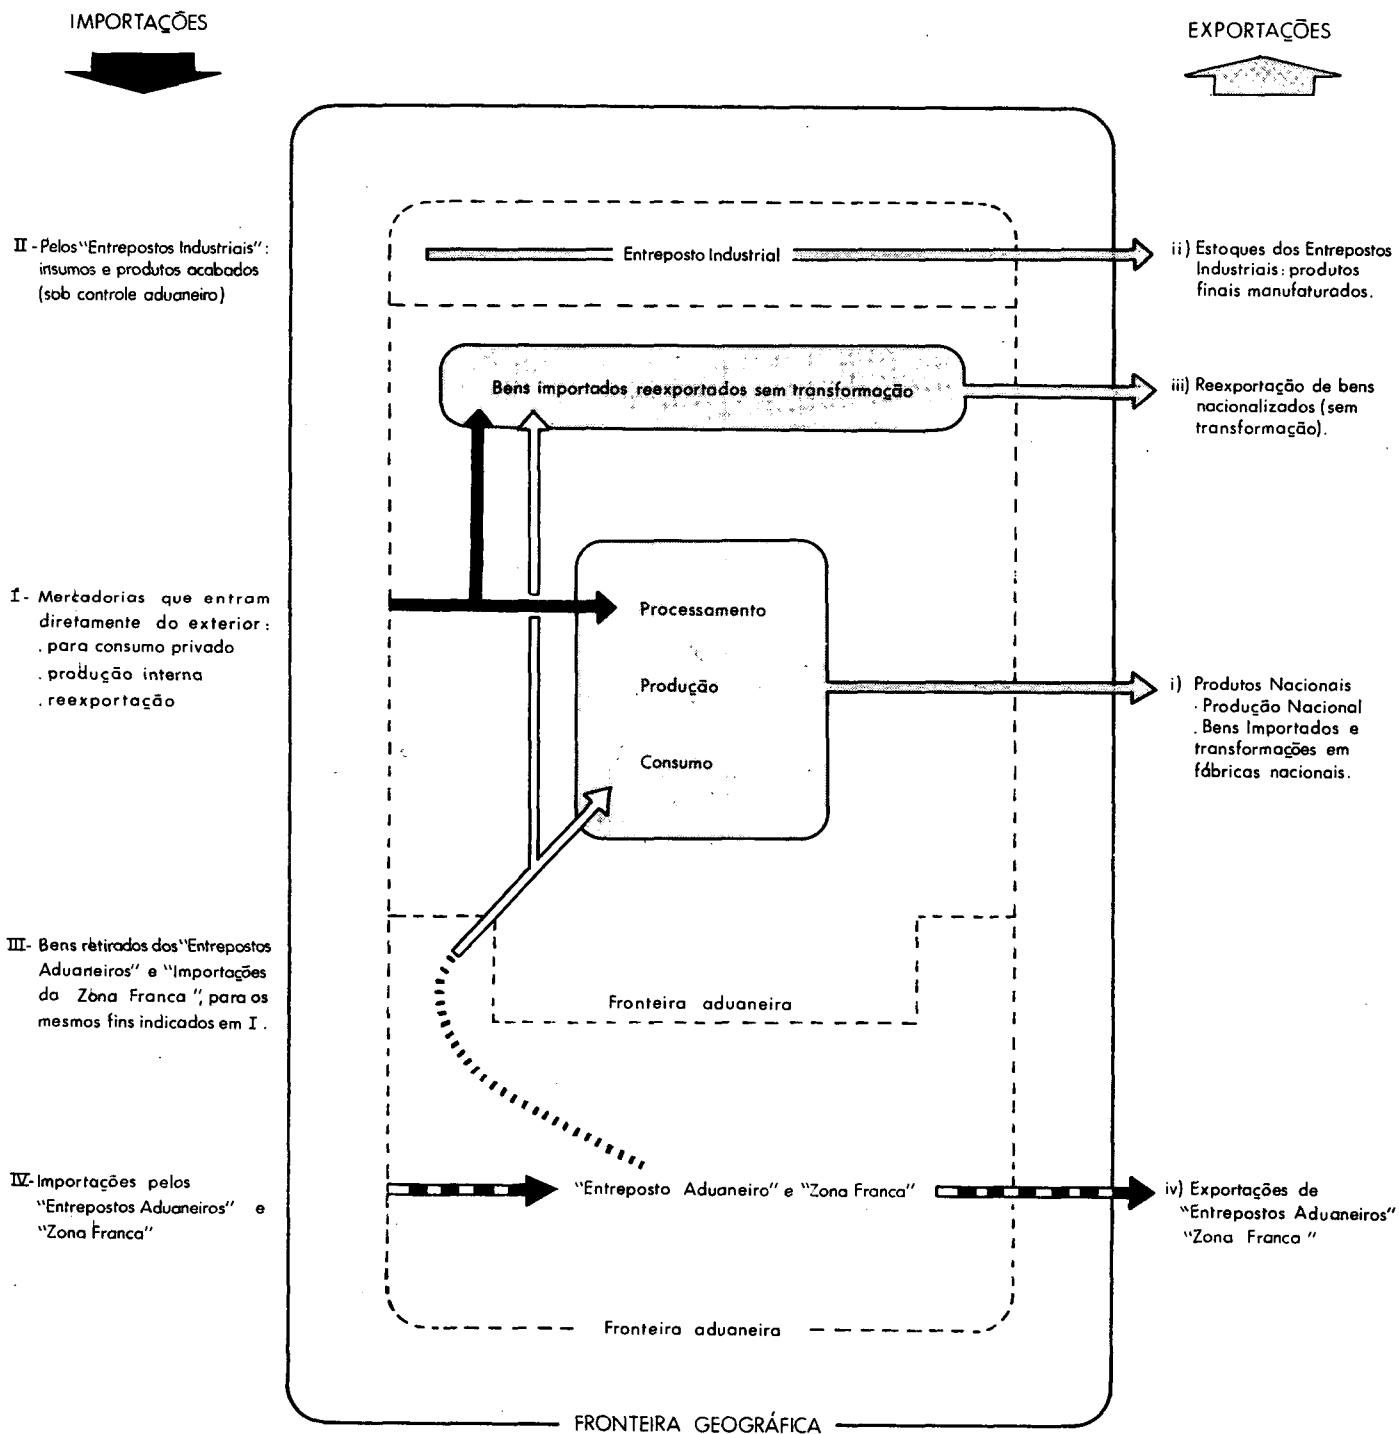 IMPORTAÇÕES
EXPORTAÇÕES
II - Pelos "Entrepostos Industriais":
insumos e produtos acabados
(sob controle aduaneiro)
Entreposto Industrial
ii) Estoques dos Entrepostos
Industriais: produtos
finais manufaturados.
Bens importados reexportados sem transformação
iii) Reexportação de bens
nacionalizados (sem
transformação).
I - Mercadorias que entram
diretamente do exterior:
. para consumo privado
. produção interna
. reexportação
Processamento
Produção
Consumo
i) Produtos Nacionais
. Produção Nacional
. Bens Importados e
transformações em
fábricas nacionais.
III- Bens retirados dos "Entrepostos
Aduaneiros" e "Importações
da Zona Franca", para os
mesmos fins indicados em I.
Fronteira aduaneira
IV- Importações pelos
"Entrepostos Aduaneiros" e
"Zona Franca"
"Entreposto Aduaneiro" e "Zona Franca"
iv) Exportações de
"Entrepostos Aduaneiros"
"Zona Franca"
Fronteira aduaneira
FRONTEIRA GEOGRÁFICA